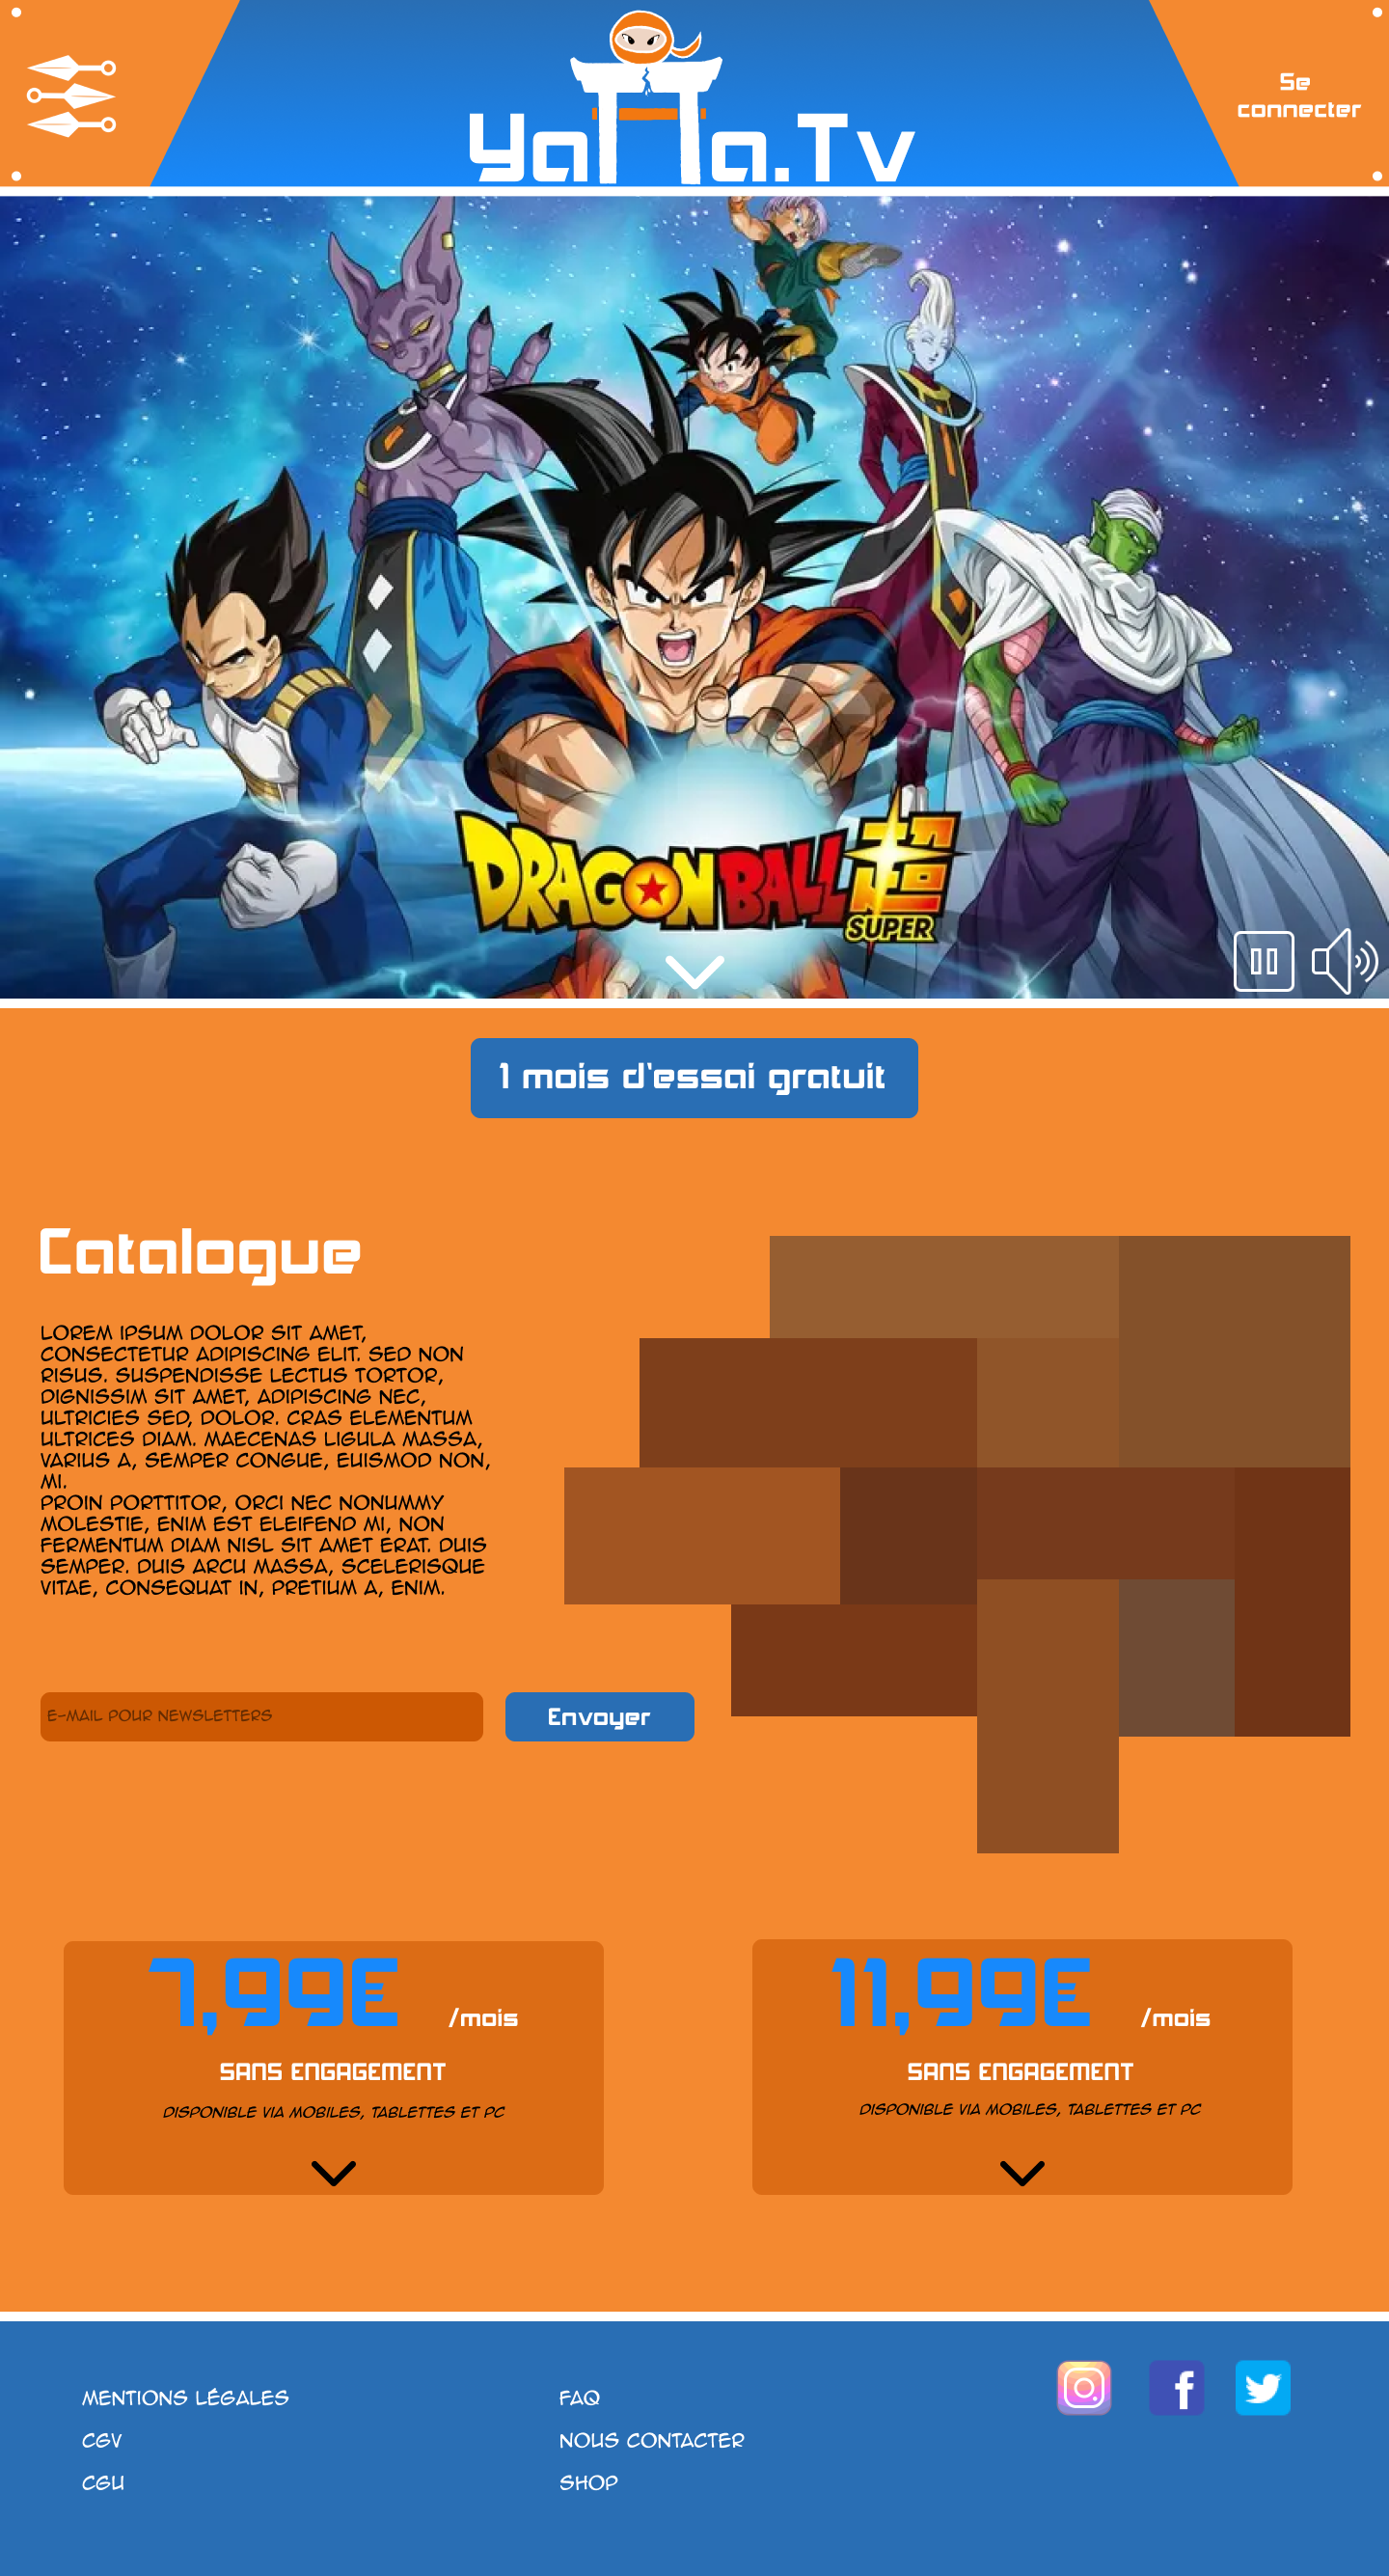 Se
connecter
Yama.Tv
DRAGON BALL 超
SUPER
1 mois d'essai gratuit
Catalogue
LOREM IPSUM DOLOR SIT AMET,
CONSECTETUR ADIPISCING ELIT. SED NON
RISUS. SUSPENDISSE LECTUS TORTOR,
DIGNISSIM SIT AMET, ADIPISCING NEC,
ULTRICIES SED, DOLOR. CRAS ELEMENTUM
ULTRICES DIAM. MAECENAS LIGULA MASSA,
VARIUS A, SEMPER CONGUE, EUISMOD NON,
MI.
PROIN PORTTITOR, ORCI NEC NONUMMY
MOLESTIE, ENIM EST ELEIFEND MI, NON
FERMENTUM DIAM NISL SIT AMET ERAT. DUIS
SEMPER. DUIS ARCU MASSA, SCELERISQUE
VITAE, CONSEQUAT IN, PRETIUM A, ENIM.
E-MAIL POUR NEWSLETTERS
Envoyer
7,99€ /mois
SANS ENGAGEMENT
DISPONIBLE VIA MOBILES, TABLETTES ET PC
11,99€ /mois
SANS ENGAGEMENT
DISPONIBLE VIA MOBILES, TABLETTES ET PC
MENTIONS LÉGALES
CGV
CGU
FAQ
NOUS CONTACTER
SHOP